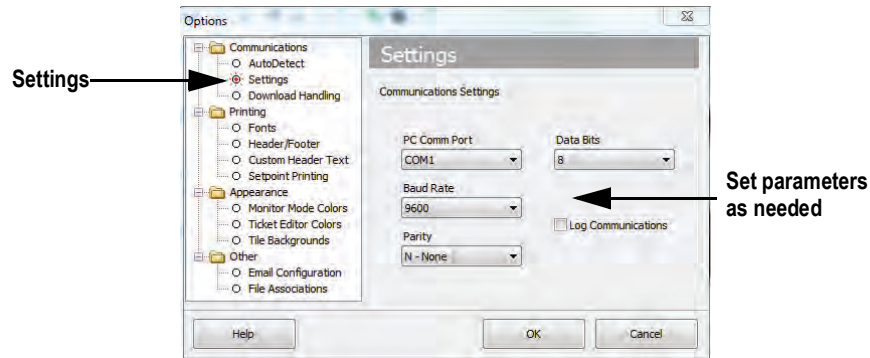 Options
Communications
AutoDetect
Settings
Download Handling
Printing
Fonts
Header/Footer
Custom Header Text
Setpoint Printing
Appearance
Monitor Mode Colors
Ticket Editor Colors
Tile Backgrounds
Other
Email Configuration
File Associations
Settings
Settings
Communications Settings
PC Comm Port
COM1
Baud Rate
9600
Parity
N - None
Data Bits
8
Log Communications
Set parameters
as needed
Help
OK
Cancel